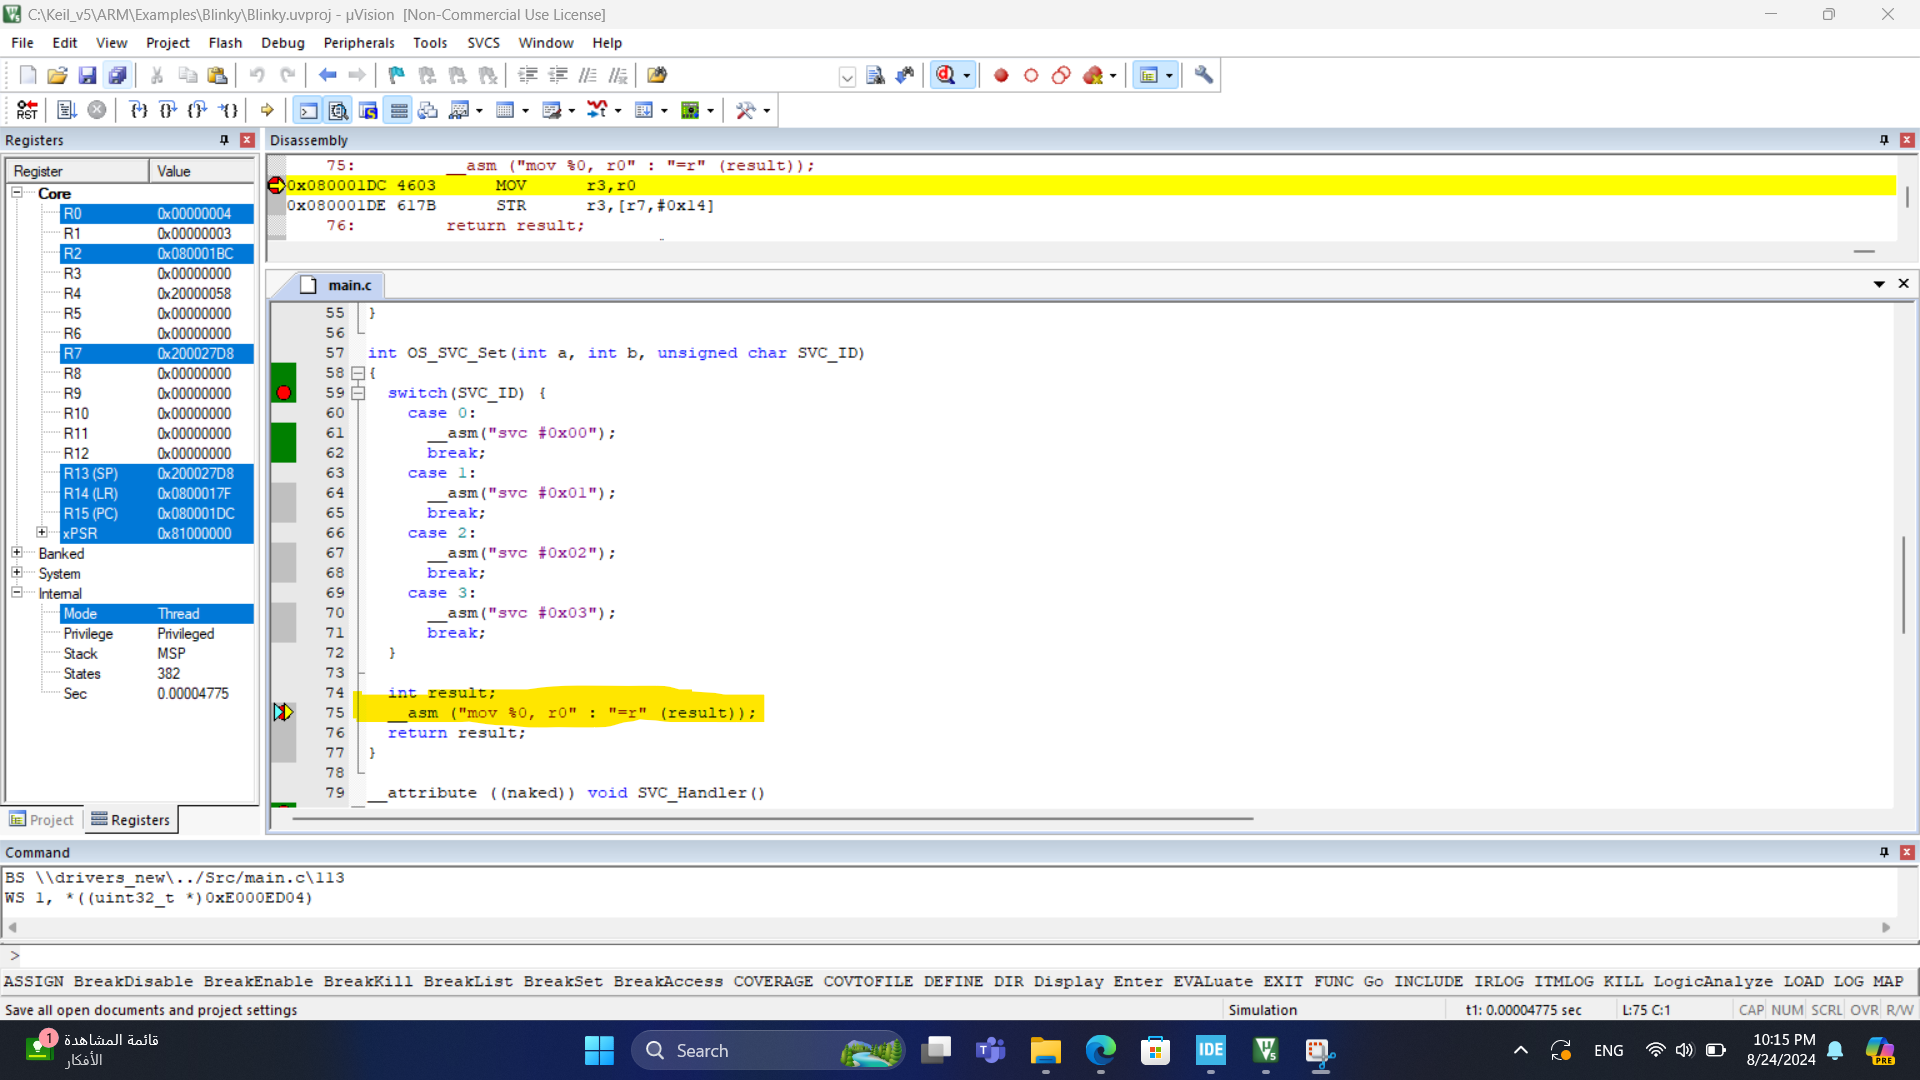 C:\Keil_v5\ARM\Examples\Blinky\Blinky.uvproj - µVision [Non-Commercial Use License]
File Edit View Project Flash Debug Peripherals Tools SVCS Window Help
RST
Registers
Register Value
Core
R0 0x00000004
R1 0x00000003
R2 0x080001BC
R3 0x00000000
R4 0x20000058
R5 0x00000000
R6 0x00000000
R7 0x200027D8
R8 0x00000000
R9 0x00000000
R10 0x00000000
R11 0x00000000
R12 0x00000000
R13 (SP) 0x200027D8
R14 (LR) 0x0800017F
R15 (PC) 0x080001DC
xPSR 0x81000000
Banked
System
Internal
Mode Thread
Privilege Privileged
Stack MSP
States 382
Sec 0.00004775
Project Registers
Disassembly
75: __asm ("mov %0, r0" : "=r" (result));
0x080001DC 4603 MOV r3,r0
0x080001DE 617B STR r3,[r7,#0x14]
76: return result;
main.c
55 }
56
57 int OS_SVC_Set(int a, int b, unsigned char SVC_ID)
58 {
59 switch(SVC_ID) {
60 case 0:
61 __asm("svc #0x00");
62 break;
63 case 1:
64 __asm("svc #0x01");
65 break;
66 case 2:
67 __asm("svc #0x02");
68 break;
69 case 3:
70 __asm("svc #0x03");
71 break;
72 }
73
74 int result;
75 __asm ("mov %0, r0" : "=r" (result));
76 return result;
77 }
78
79 __attribute ((naked)) void SVC_Handler()
Command
BS \\drivers_new\../Src/main.c\113
WS 1, *((uint32_t *)0xE000ED04)
>
ASSIGN BreakDisable BreakEnable BreakKill BreakList BreakSet BreakAccess COVERAGE COVTOFILE DEFINE DIR Display Enter EVALuate EXIT FUNC Go INCLUDE IRLOG ITMLOG KILL LogicAnalyze LOAD LOG MAP
Save all open documents and project settings Simulation t1: 0.00004775 sec L:75 C:1 CAP NUM SCRL OVR R/W
1
قائمة المشاهدة
الأفكار
Search
IDE
ENG
10:15 PM
8/24/2024
PRE